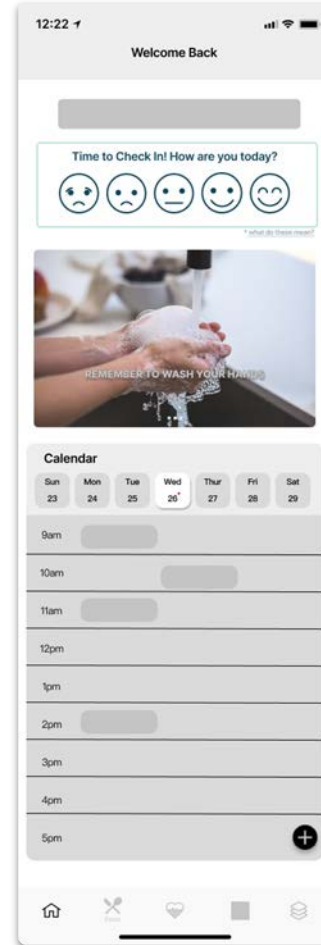 12:22
Welcome Back
Time to Check In! How are you today?
* what do these mean?
REMEMBER TO WASH YOUR HANDS
Calendar
Sun Mon Tue Wed Thur Fri Sat
23 24 25 26 27 28 29
9am
10am
11am
12pm
1pm
2pm
3pm
4pm
5pm